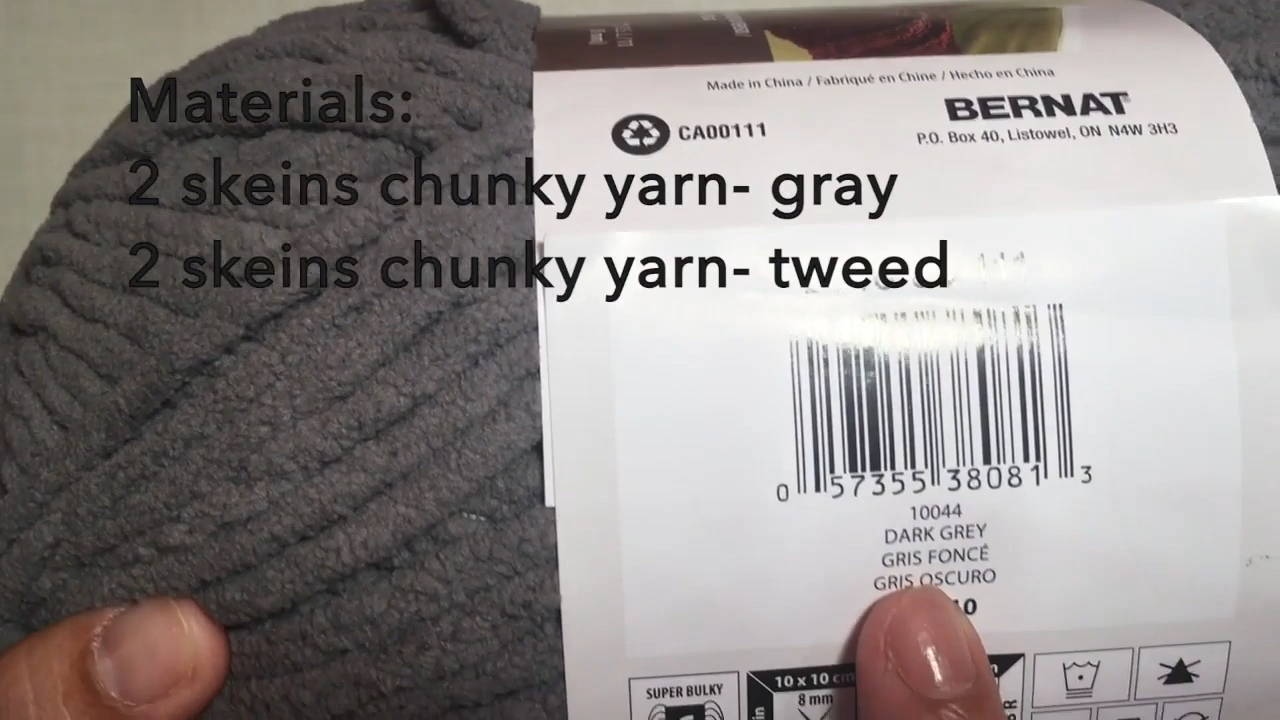 Materials:
2 skeins chunky yarn- gray
2 skeins chunky yarn- tweed
Made in China / Fabriqué en Chine / Hecho en China
CA00111
BERNAT
P.O. Box 40, Listowel, ON N4W 3H3
0 57355 38081 3
10044
DARK GREY
GRIS FONCÉ
GRIS OSCURO
SUPER BULKY
10 x 10 cm
8 mm